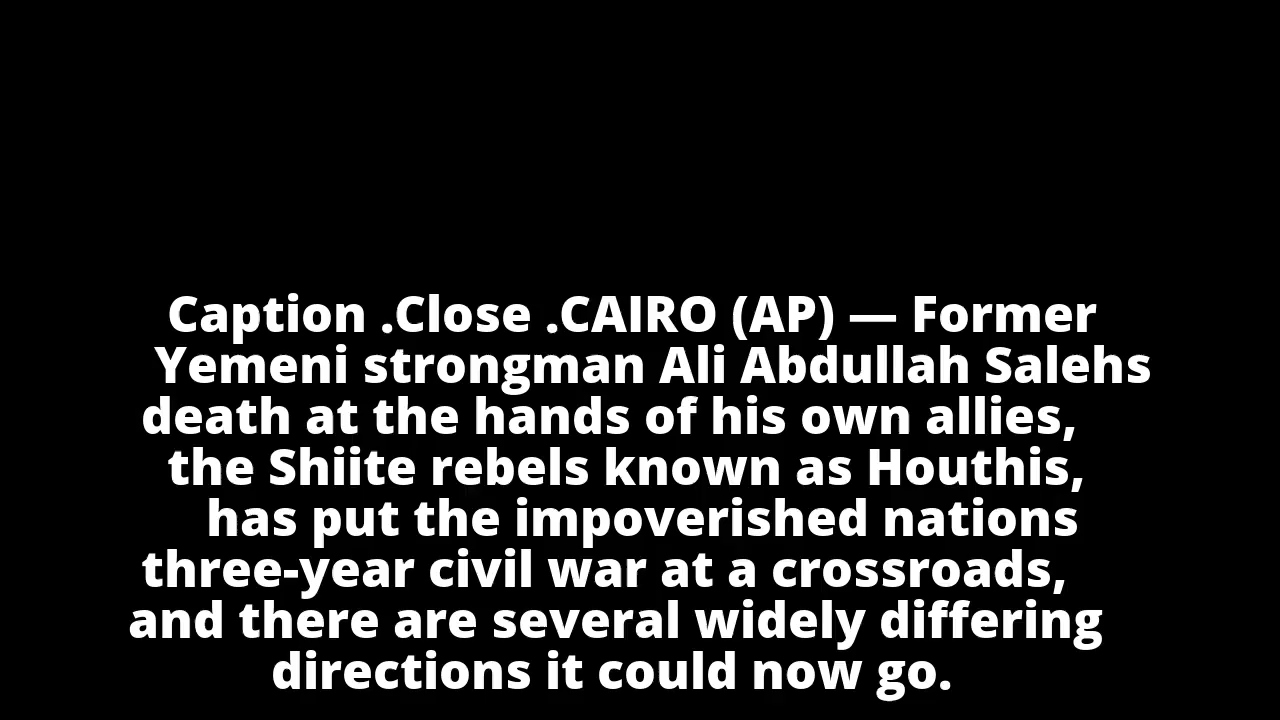 Caption .Close .CAIRO (AP) — Former
Yemeni strongman Ali Abdullah Salehs
death at the hands of his own allies,
the Shiite rebels known as Houthis,
has put the impoverished nations
three-year civil war at a crossroads,
and there are several widely differing
directions it could now go.